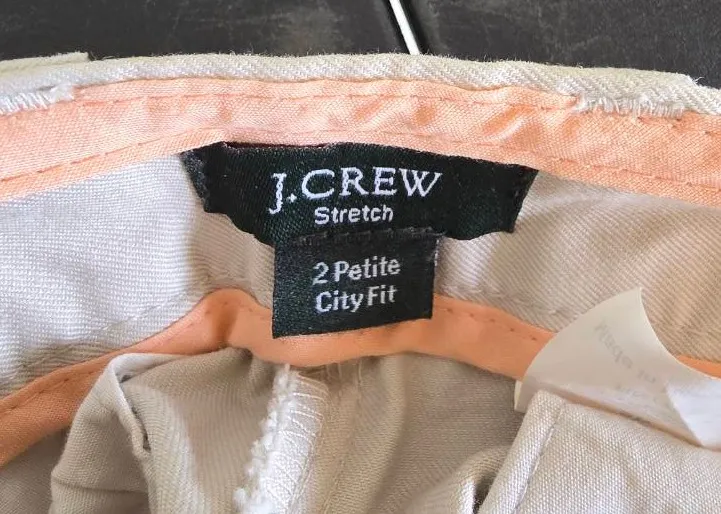 J.CREW
Stretch
2 Petite
City Fit